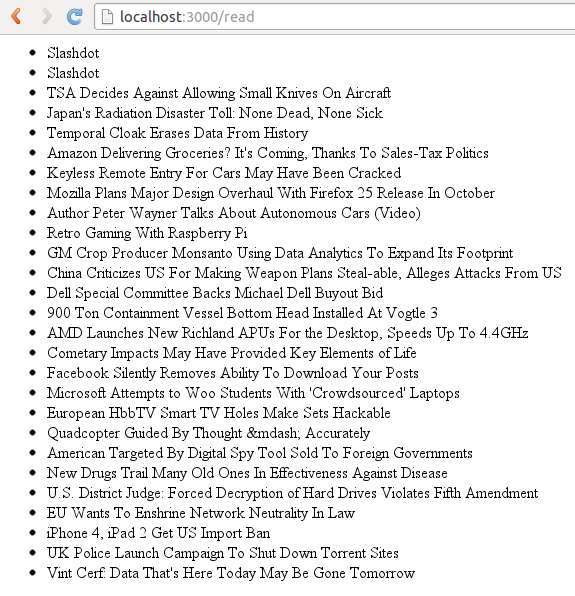 localhost:3000/read
Slashdot
Slashdot
TSA Decides Against Allowing Small Knives On Aircraft
Japan's Radiation Disaster Toll: None Dead, None Sick
Temporal Cloak Erases Data From History
Amazon Delivering Groceries? It's Coming, Thanks To Sales-Tax Politics
Keyless Remote Entry For Cars May Have Been Cracked
Mozilla Plans Major Design Overhaul With Firefox 25 Release In October
Author Peter Wayner Talks About Autonomous Cars (Video)
Retro Gaming With Raspberry Pi
GM Crop Producer Monsanto Using Data Analytics To Expand Its Footprint
China Criticizes US For Making Weapon Plans Steal-able, Alleges Attacks From US
Dell Special Committee Backs Michael Dell Buyout Bid
900 Ton Containment Vessel Bottom Head Installed At Vogtle 3
AMD Launches New Richland APUs For the Desktop, Speeds Up To 4.4GHz
Cometary Impacts May Have Provided Key Elements of Life
Facebook Silently Removes Ability To Download Your Posts
Microsoft Attempts to Woo Students With 'Crowdsourced' Laptops
European HbbTV Smart TV Holes Make Sets Hackable
Quadcopter Guided By Thought &mdash; Accurately
American Targeted By Digital Spy Tool Sold To Foreign Governments
New Drugs Trail Many Old Ones In Effectiveness Against Disease
U.S. District Judge: Forced Decryption of Hard Drives Violates Fifth Amendment
EU Wants To Enshrine Network Neutrality In Law
iPhone 4, iPad 2 Get US Import Ban
UK Police Launch Campaign To Shut Down Torrent Sites
Vint Cerf: Data That's Here Today May Be Gone Tomorrow